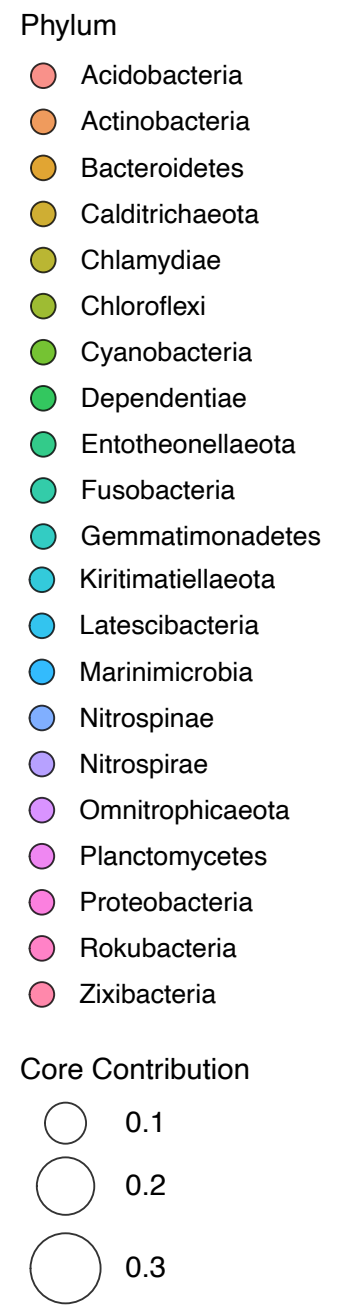 Phylum
Acidobacteria
Actinobacteria
Bacteroidetes
Calditrichaeota
Chlamydiae
Chloroflexi
Cyanobacteria
Dependentiae
Entotheonellaeota
Fusobacteria
Gemmatimonadetes
Kiritimatiellaeota
Latescibacteria
Marinimicrobia
Nitrospinae
Nitrospirae
Omnitrophicaeota
Planctomycetes
Proteobacteria
Rokubacteria
Zixibacteria
Core Contribution
0.1
0.2
0.3